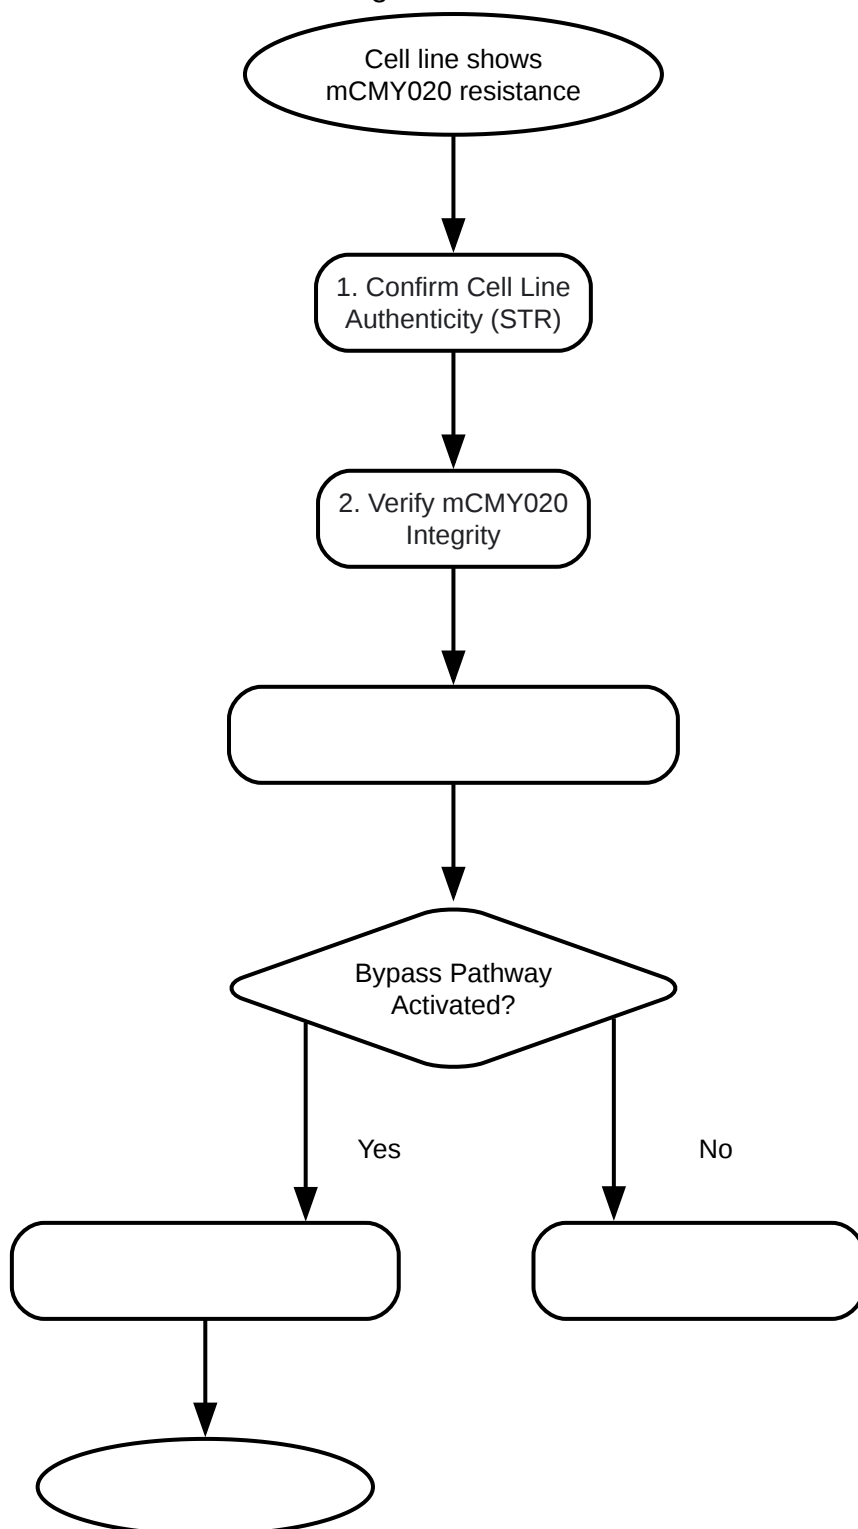 Cell line shows
mCMY020 resistance
1. Confirm Cell Line
Authenticity (STR)
2. Verify mCMY020
Integrity
Bypass Pathway
Activated?
Yes
No